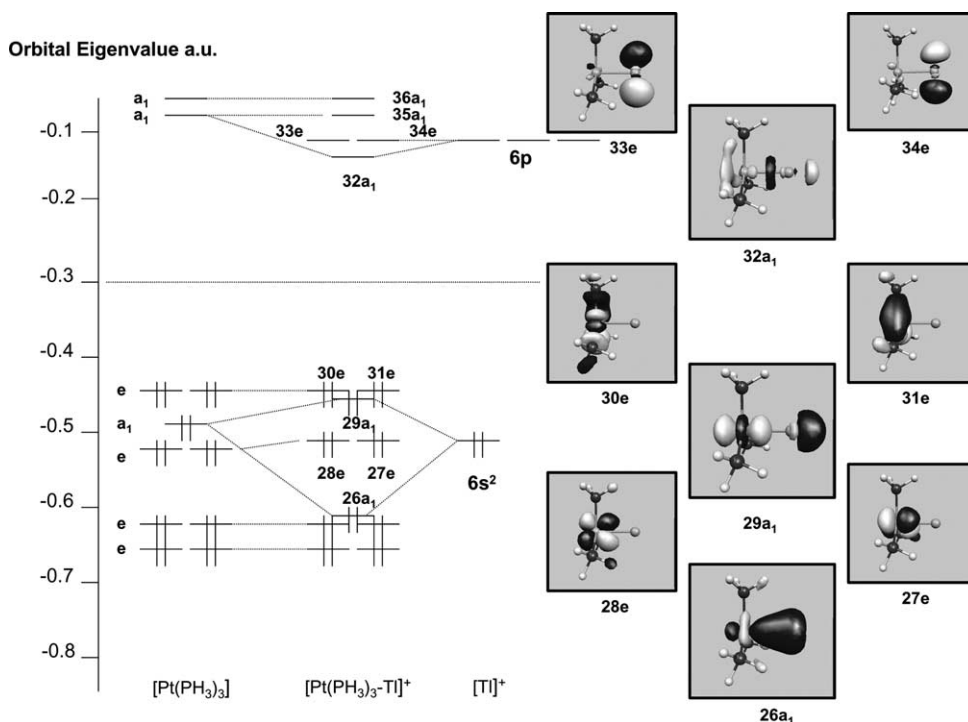 Orbital Eigenvalue a.u.
-0.1
-0.2
-0.3
-0.4
-0.5
-0.6
-0.7
-0.8
a₁
a₁
e
a₁
e
e
e
36a₁
35a₁
33e
34e
32a₁
6p
30e
31e
29a₁
28e
27e
26a₁
6s²
[Pt(PH₃)₃]
[Pt(PH₃)₃-Tl]⁺
[Tl]⁺
33e
34e
32a₁
30e
31e
29a₁
28e
27e
26a₁